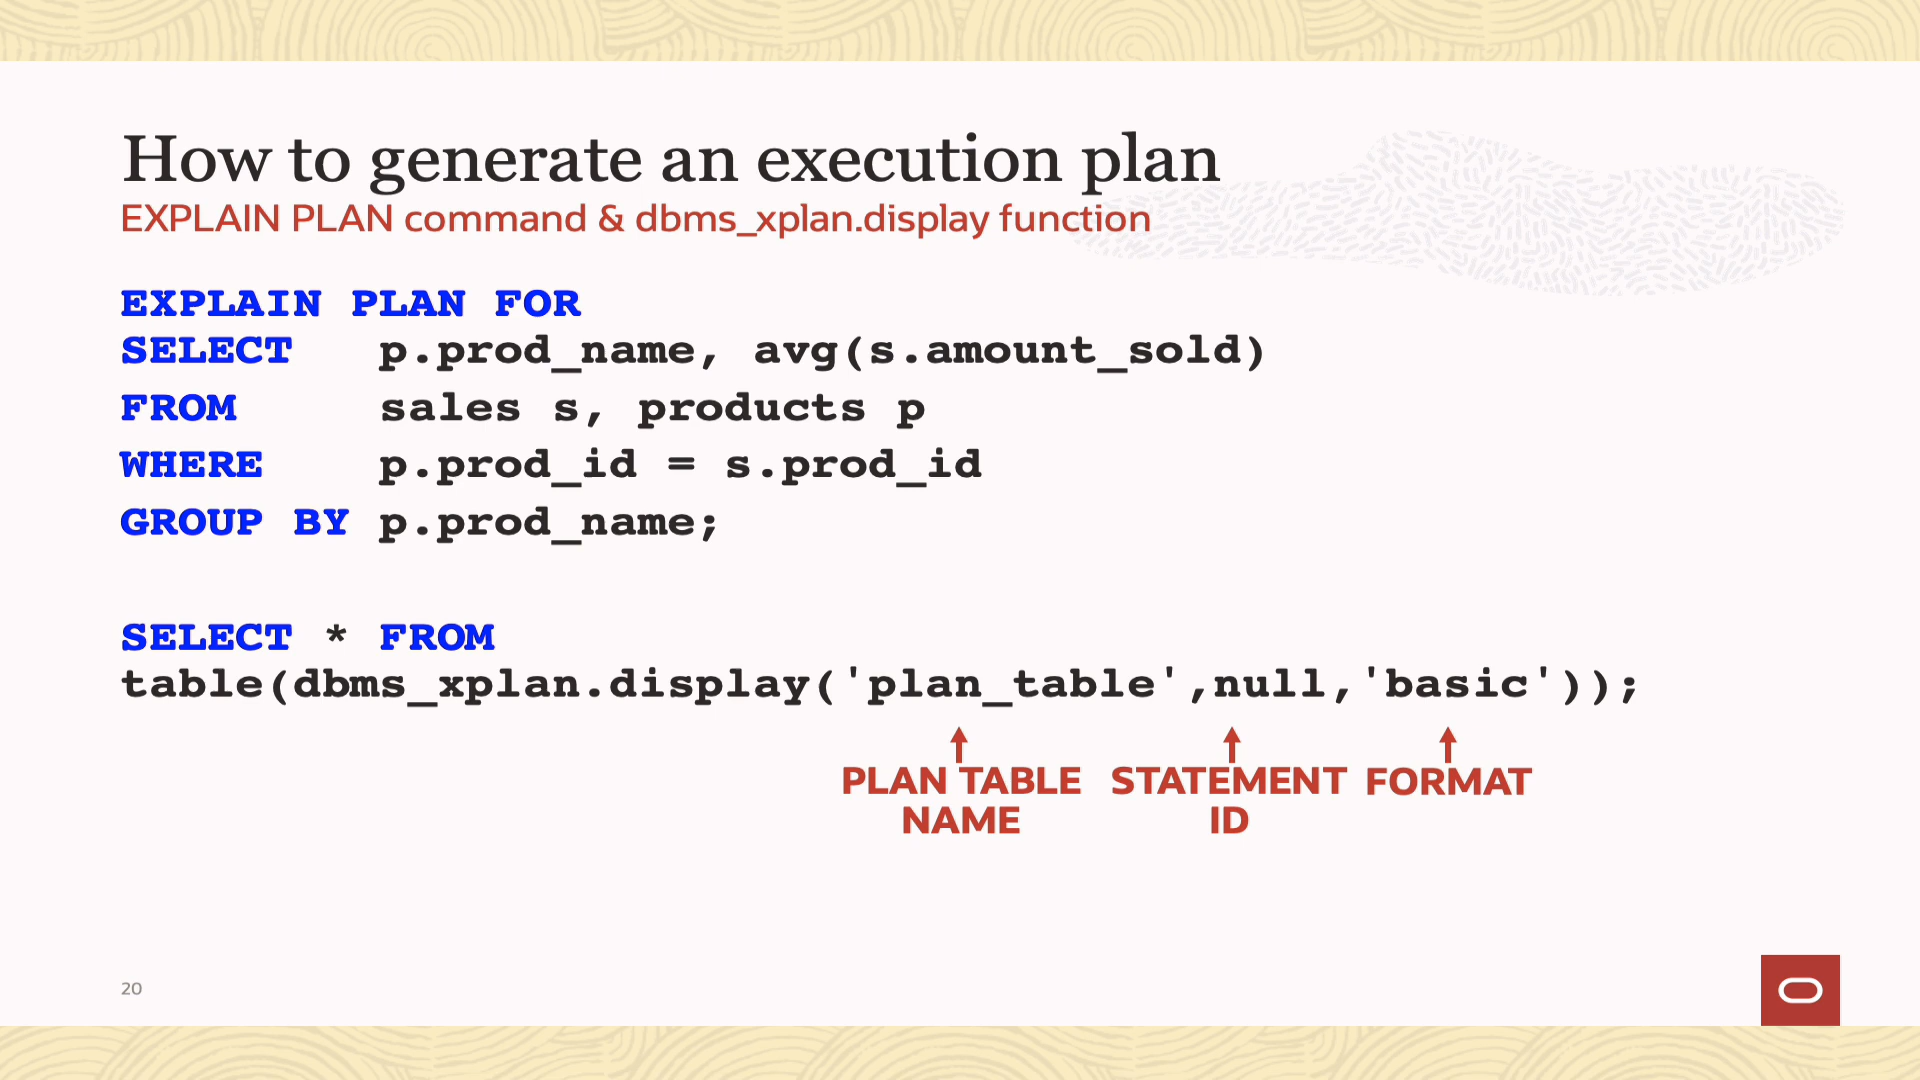 How to generate an execution plan
EXPLAIN PLAN command & dbms_xplan.display function
EXPLAIN PLAN FOR
SELECT   p.prod_name, avg(s.amount_sold)
FROM     sales s, products p
WHERE    p.prod_id = s.prod_id
GROUP BY p.prod_name;
SELECT * FROM
table(dbms_xplan.display('plan_table',null,'basic'));
PLAN TABLE NAME
STATEMENT ID
FORMAT
20